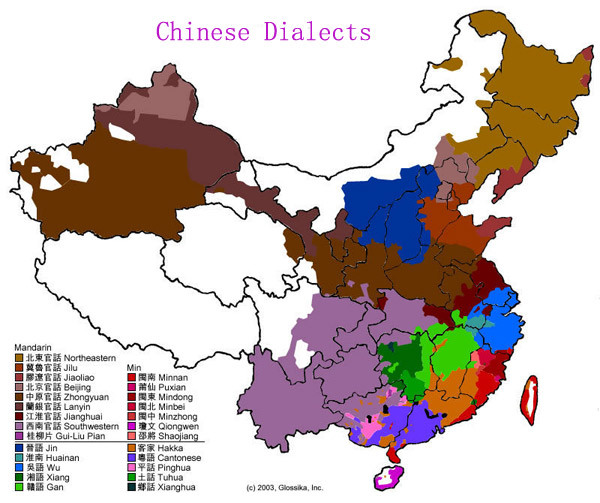 Chinese Dialects
Mandarin
北東官話 Northeastern
冀魯官話 Jilu
膠遼官話 Jiaoliao
北京官話 Beijing
中原官話 Zhongyuan
蘭銀官話 Lanyin
江淮官話 Jianghuai
西南官話 Southwestern
桂柳片 Gui-Liu Pian
晉語 Jin
淮南 Huainan
吳語 Wu
湘語 Xiang
贛語 Gan
Min
閩南 Minnan
莆仙 Puxian
閩東 Mindong
閩北 Minbei
閩中 Minzhong
瓊文 Qiongwen
邵將 Shaojiang
客家 Hakka
粵語 Cantonese
平話 Pinghua
土話 Tuhua
鄉話 Xianghua
(c) 2003, Glossika, Inc.